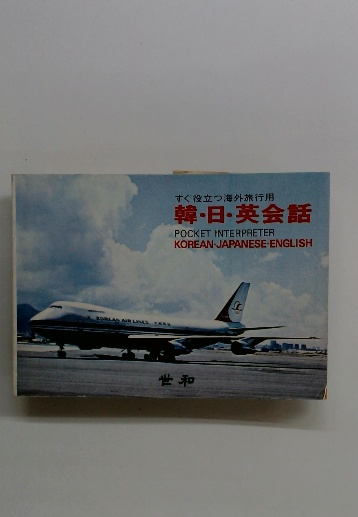 すぐ役立つ海外旅行用
韓・日・英会話
POCKET INTERPRETER
KOREAN-JAPANESE-ENGLISH
KOREAN AIR LINES
世和